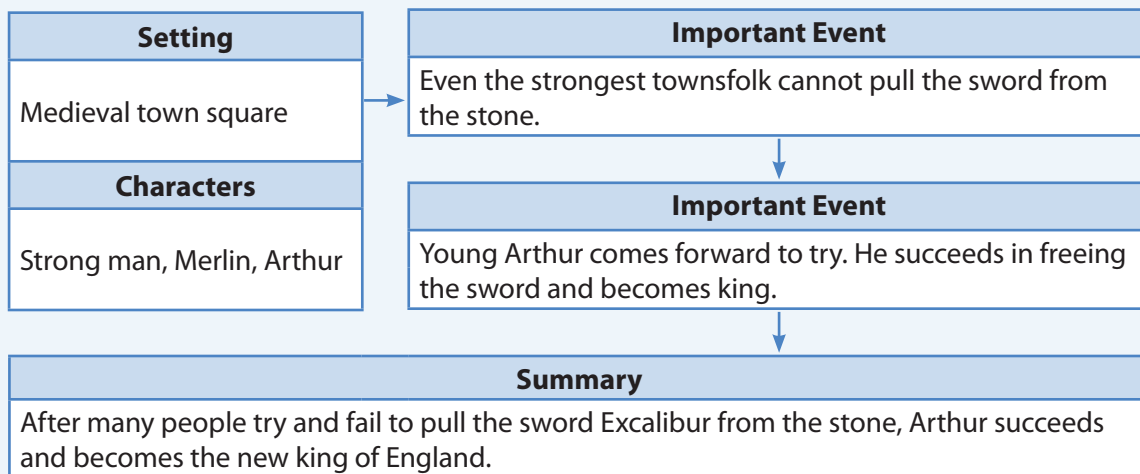 Setting
Medieval town square
Characters
Strong man, Merlin, Arthur
Important Event
Even the strongest townsfolk cannot pull the sword from
the stone.
Important Event
Young Arthur comes forward to try. He succeeds in freeing
the sword and becomes king.
Summary
After many people try and fail to pull the sword Excalibur from the stone, Arthur succeeds
and becomes the new king of England.